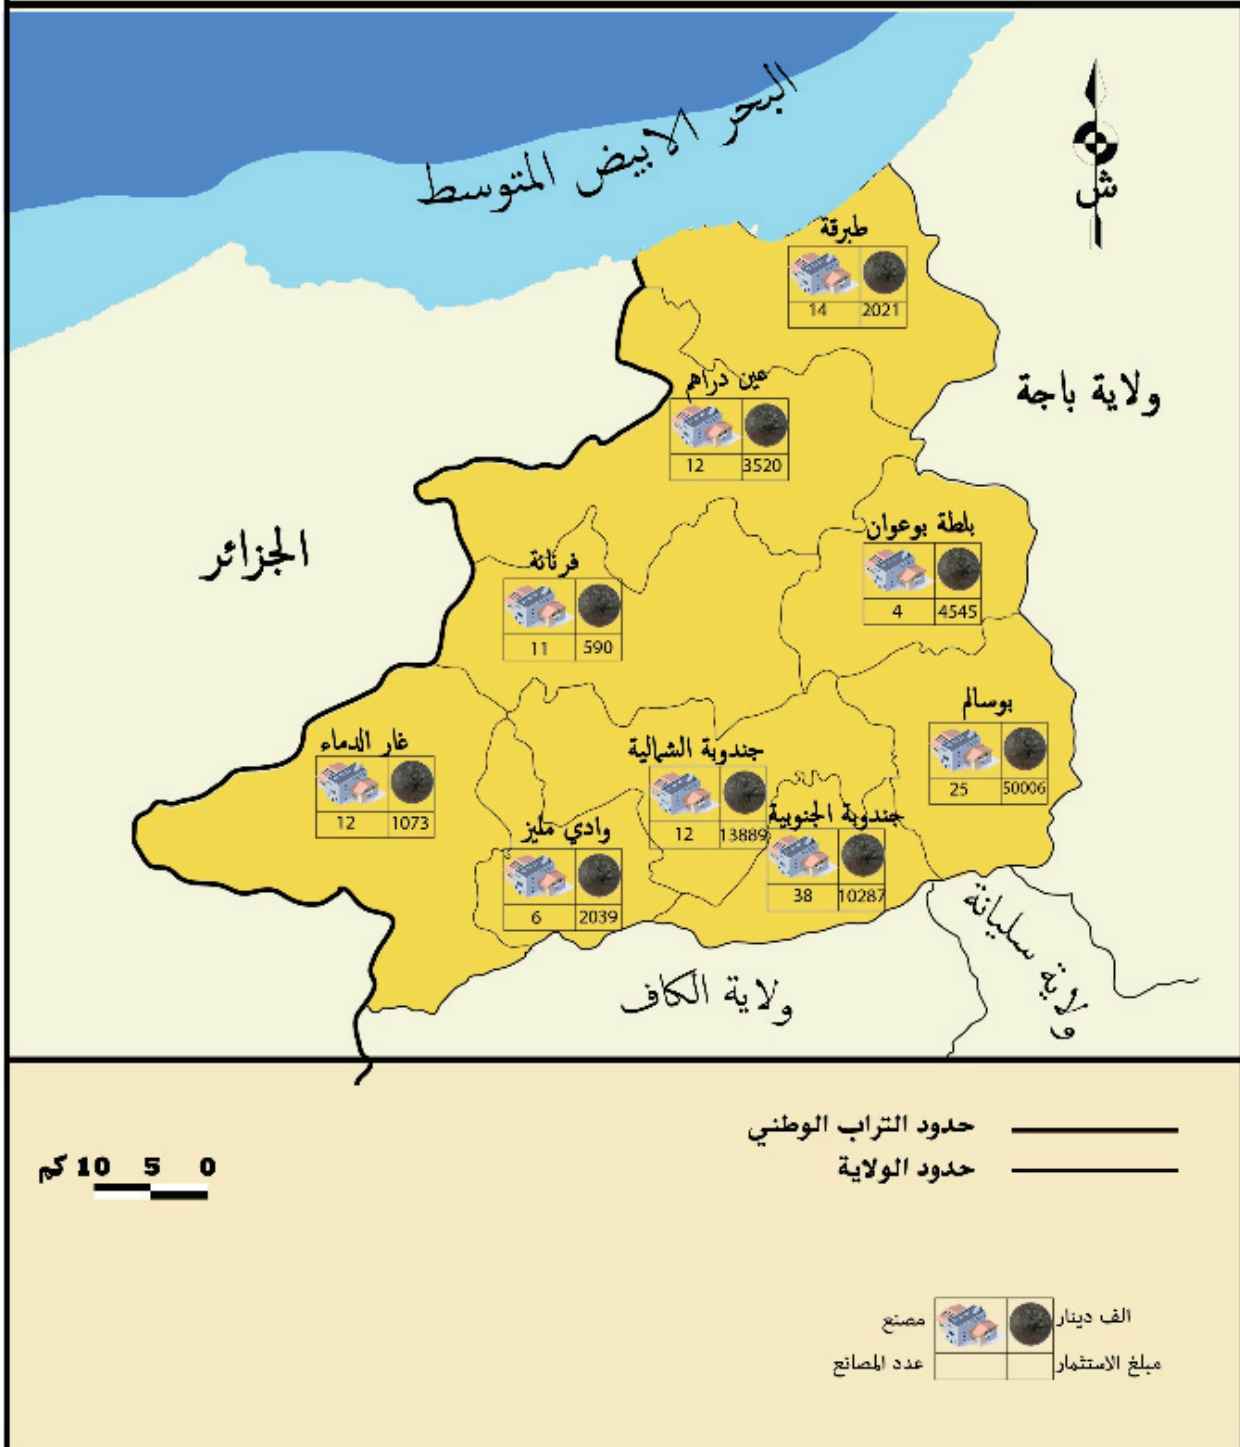 البحر الابيض المتوسط
ش
طبرقة
14 2021
عين دراهم
12 3520
ولاية باجة
بلطة بوعوان
4 4545
الجزائر
فرنانة
11 590
بوسالم
25 50006
غار الدماء
12 1073
جندوبة الشمالية
12 13889
جندوبة الجنوبية
38 10287
وادي مليز
6 2039
ولاية سليانة
ولاية الكاف
حدود التراب الوطني
حدود الولاية
0 5 10 كم
الف دينار
مصنع
مبلغ الاستثمار
عدد المصانع